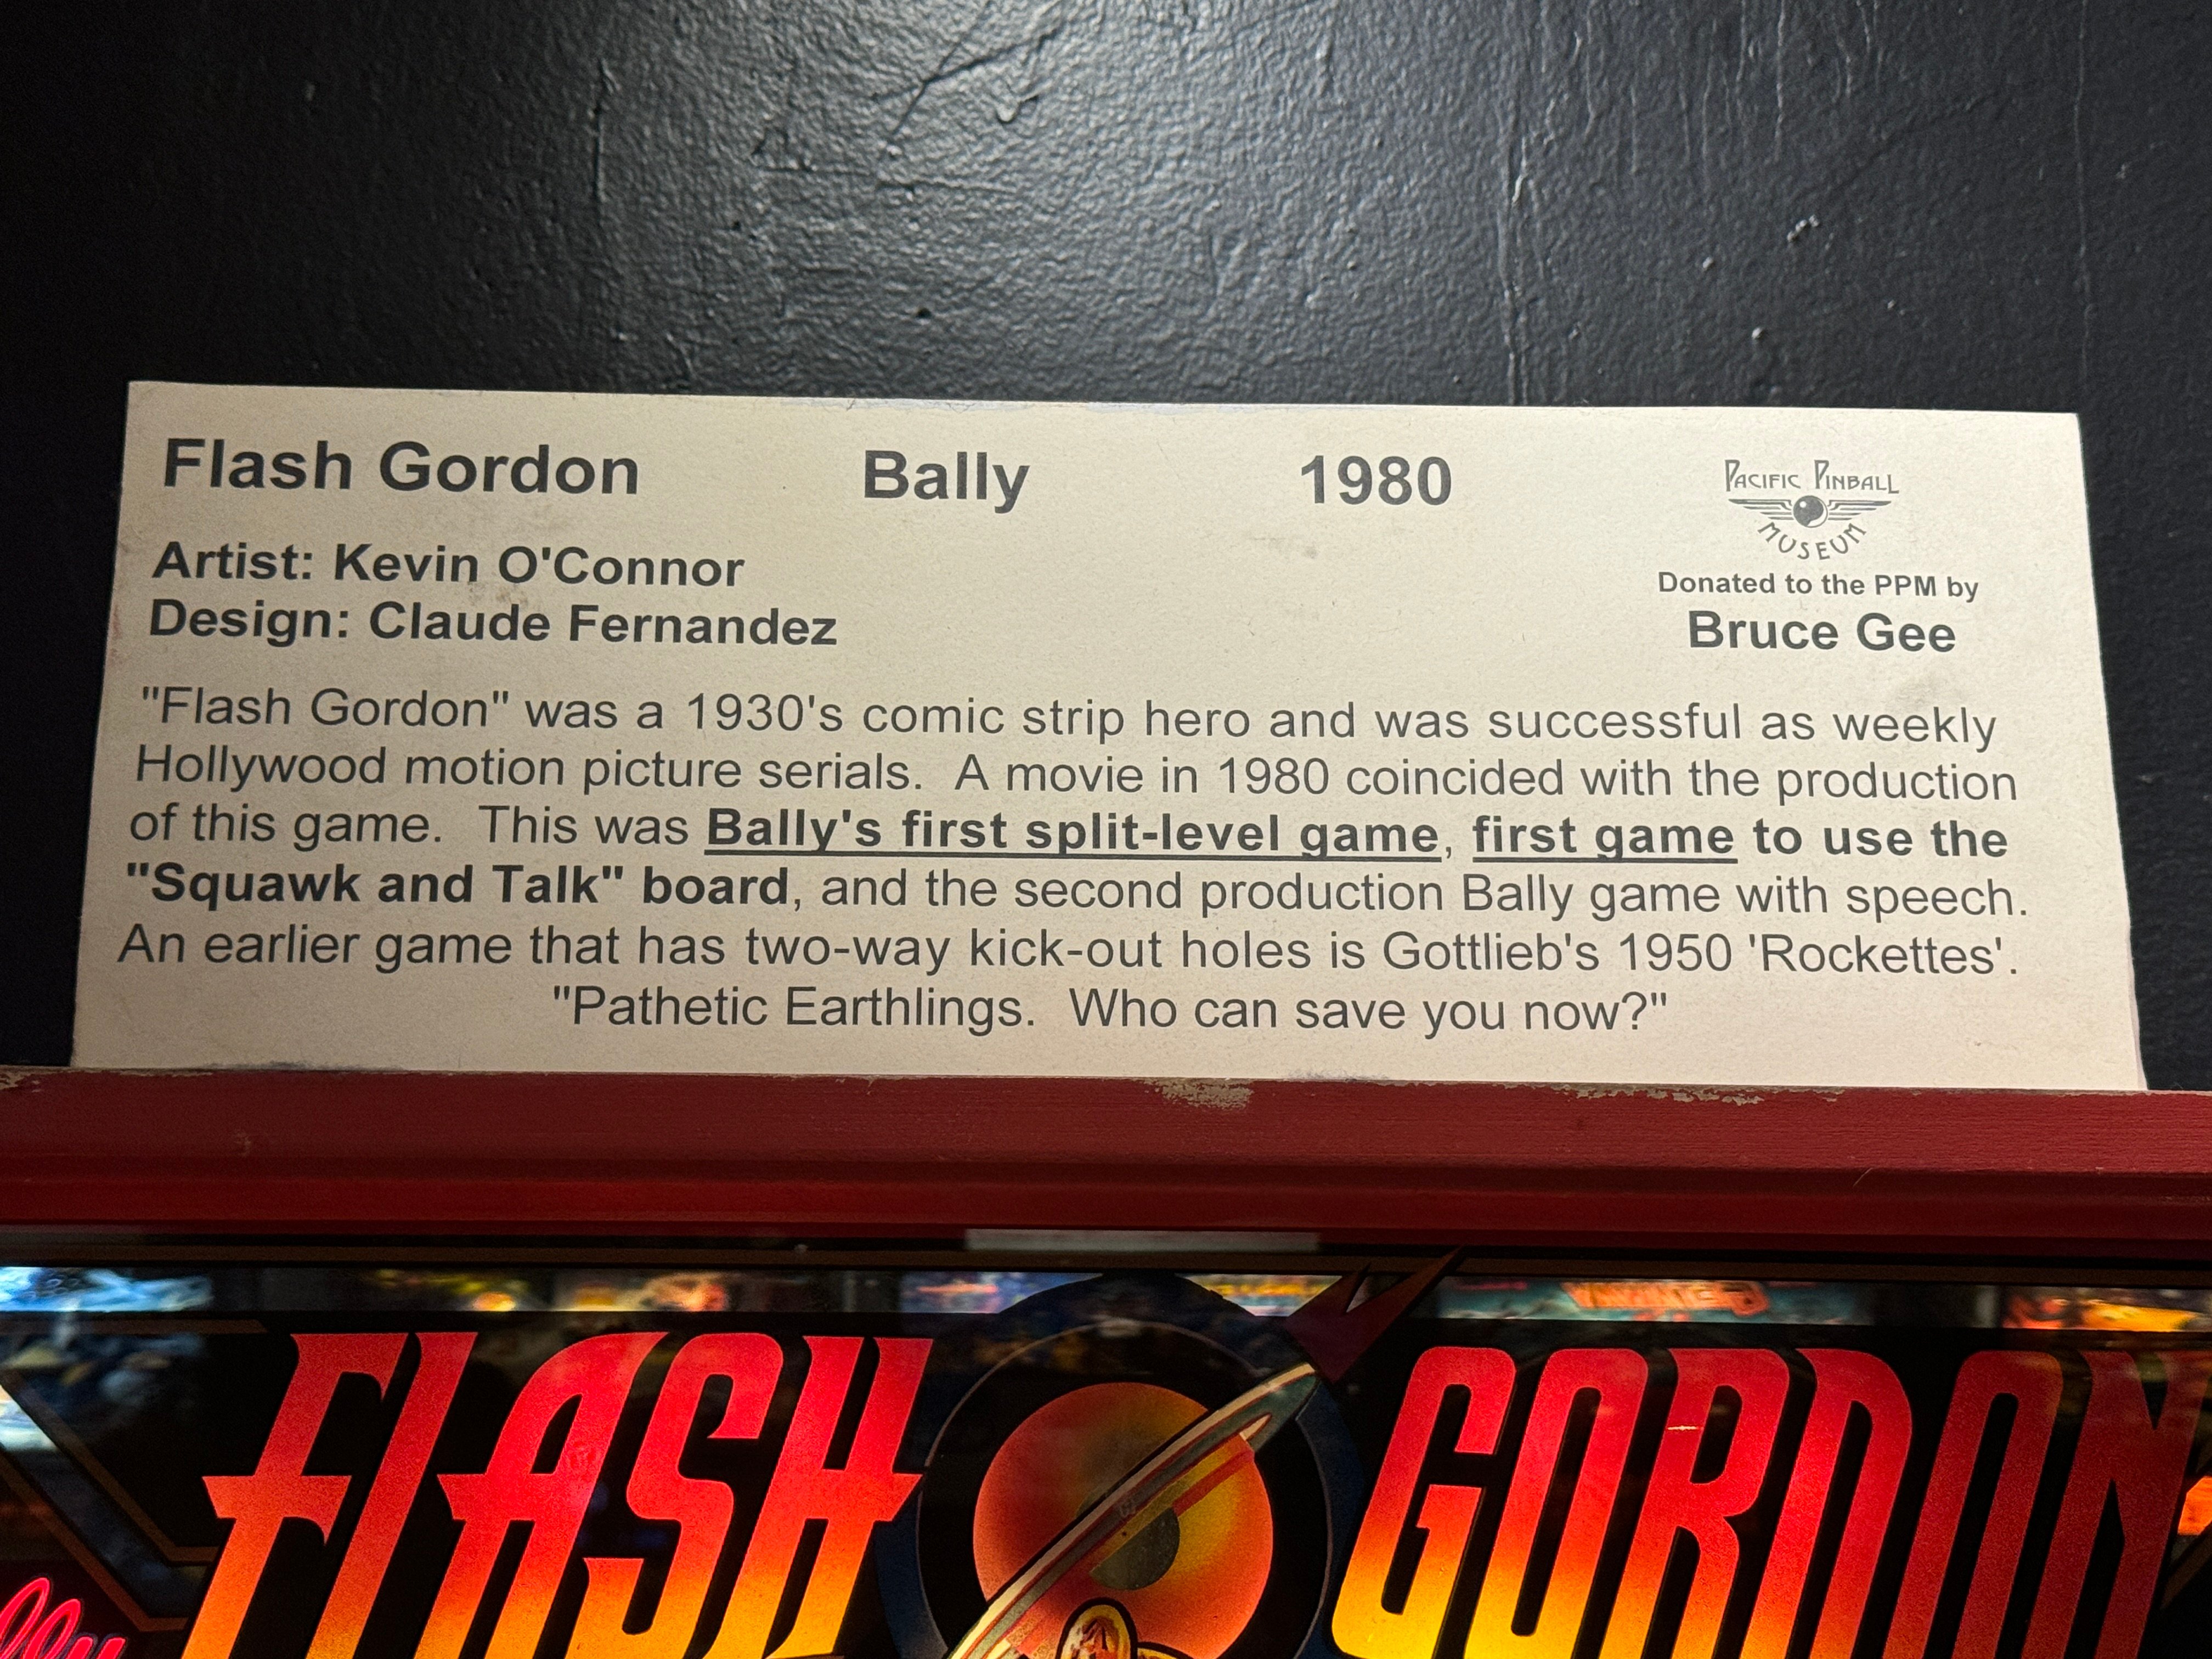 Flash Gordon Bally 1980
PACIFIC PINBALL
MUSEUM
Artist: Kevin O'Connor
Design: Claude Fernandez
Donated to the PPM by
Bruce Gee
"Flash Gordon" was a 1930's comic strip hero and was successful as weekly
Hollywood motion picture serials. A movie in 1980 coincided with the production
of this game. This was Bally's first split-level game, first game to use the
"Squawk and Talk" board, and the second production Bally game with speech.
An earlier game that has two-way kick-out holes is Gottlieb's 1950 'Rockettes'.
"Pathetic Earthlings. Who can save you now?"
FLASH GORDON